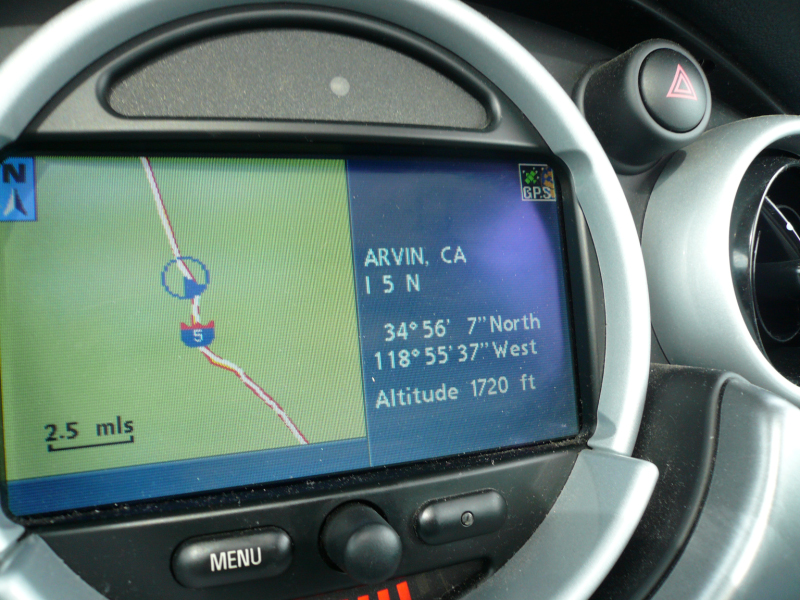 N
GPS
ARVIN, CA
I 5 N
34°56' 7"North
118°55'37"West
Altitude 1720 ft
5
2.5 mls
MENU